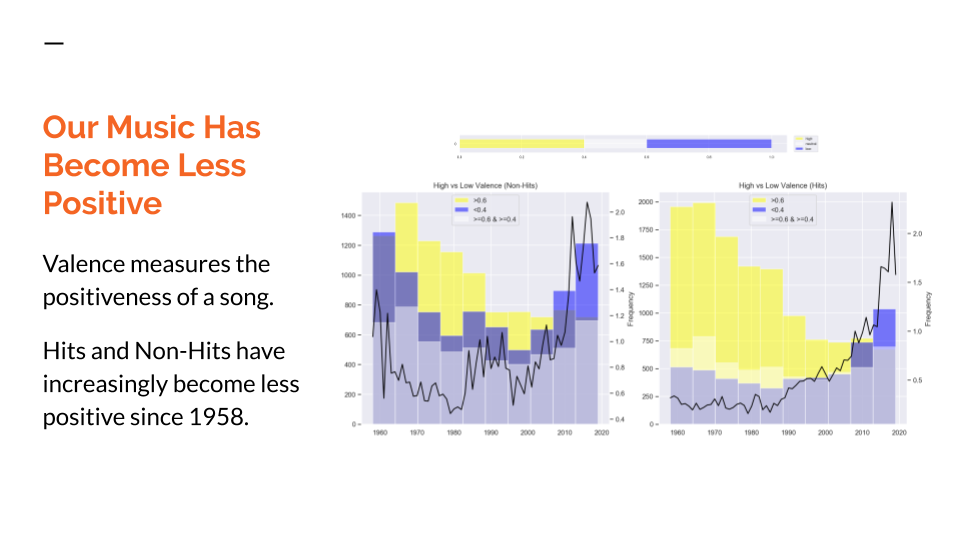 Our Music Has
Become Less
Positive
Valence measures the
positiveness of a song.
Hits and Non-Hits have
increasingly become less
positive since 1958.
high
neutral
low
0.0 0.2 0.4 0.6 0.8 1.0
High vs Low Valence (Non-Hits)
>0.6
<0.4
>=0.6 & >=0.4
1400
1200
1000
800
600
400
200
0
2.0
1.8
1.6
1.4
1.2
1.0
0.8
0.6
0.4
Frequency
1960 1970 1980 1990 2000 2010 2020
High vs Low Valence (Hits)
>0.6
<0.4
>=0.6 & >=0.4
2000
1750
1500
1250
1000
750
500
250
0
2.0
1.5
1.0
0.5
Frequency
1960 1970 1980 1990 2000 2010 2020